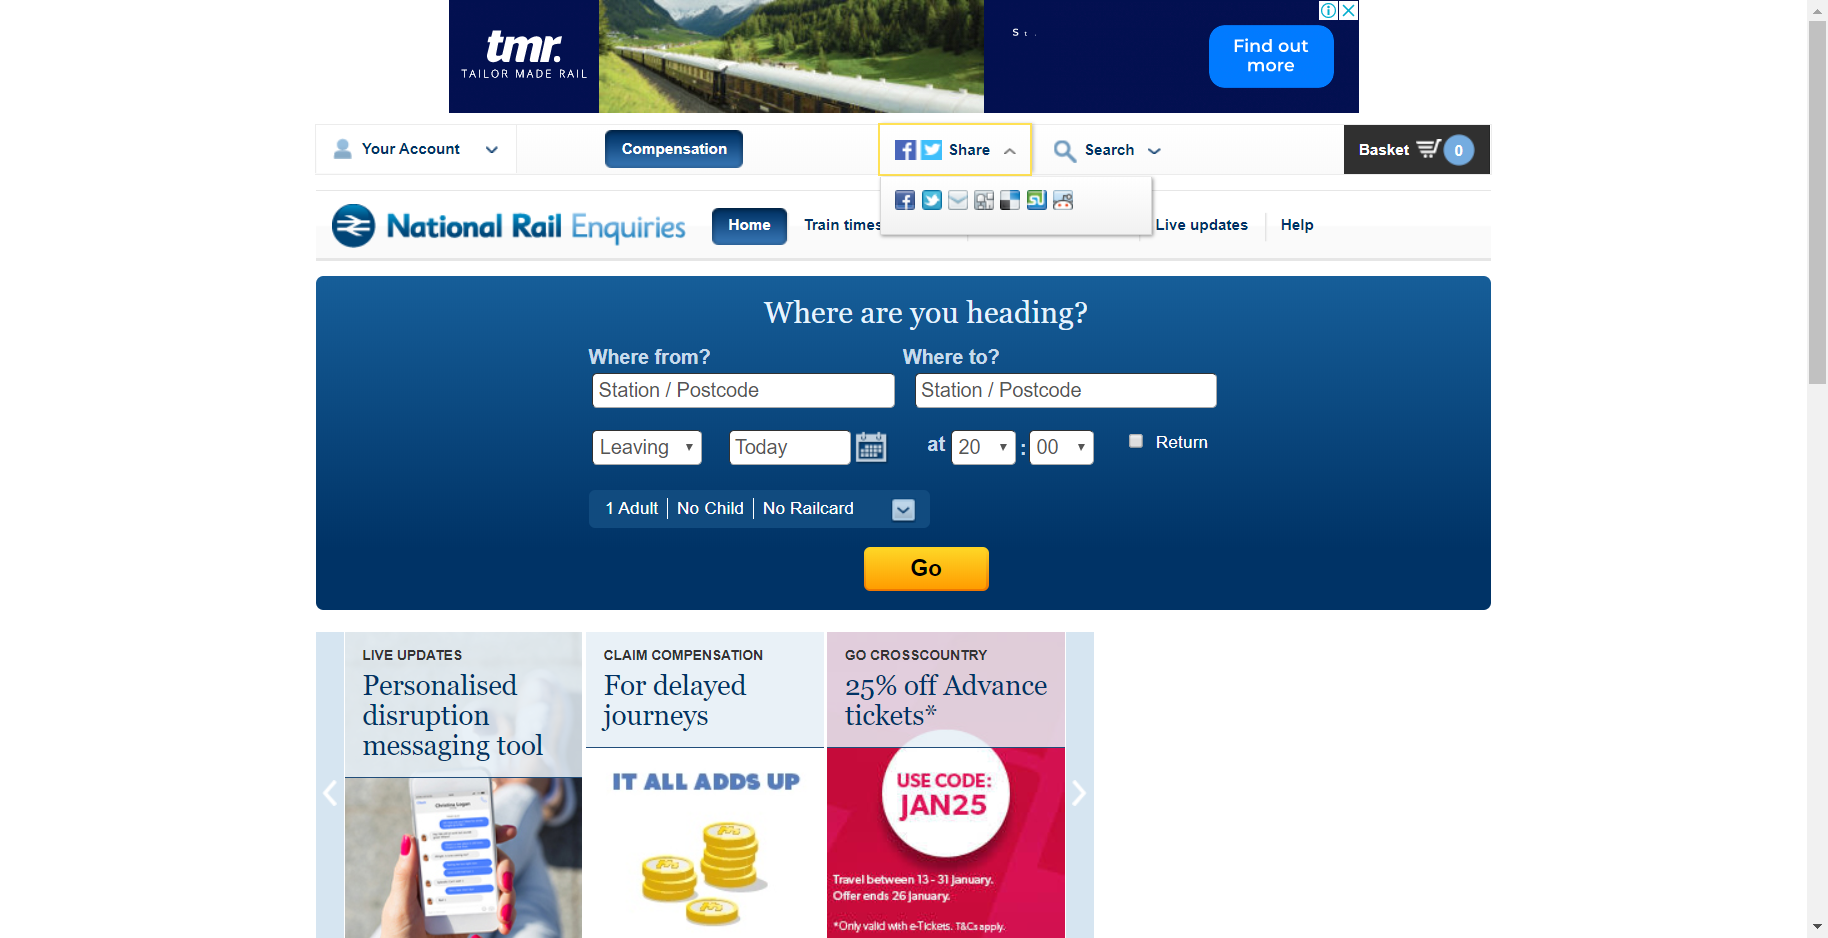 tmr.
TAILOR MADE RAIL
Find out
more
Your Account
Compensation
Share
Search
Basket
0
National Rail Enquiries
Home
Train times
Live updates
Help
Where are you heading?
Where from?
Where to?
Station / Postcode
Station / Postcode
Leaving
Today
at 20 : 00
Return
1 Adult
No Child
No Railcard
Go
LIVE UPDATES
Personalised
disruption
messaging tool
CLAIM COMPENSATION
For delayed
journeys
IT ALL ADDS UP
GO CROSSCOUNTRY
25% off Advance
tickets*
USE CODE:
JAN25
Travel between 13 - 31 January.
Offer ends 26 January.
*Only valid with e-Tickets. T&Cs apply.